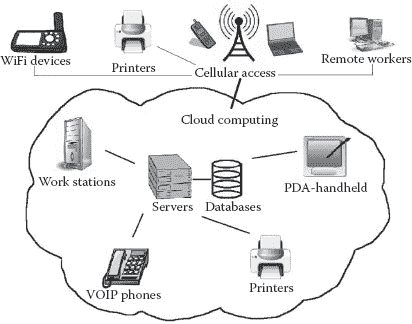 WiFi devices
Printers
Cellular access
Remote workers
Cloud computing
Work stations
Servers
Databases
PDA-handheld
VOIP phones
Printers